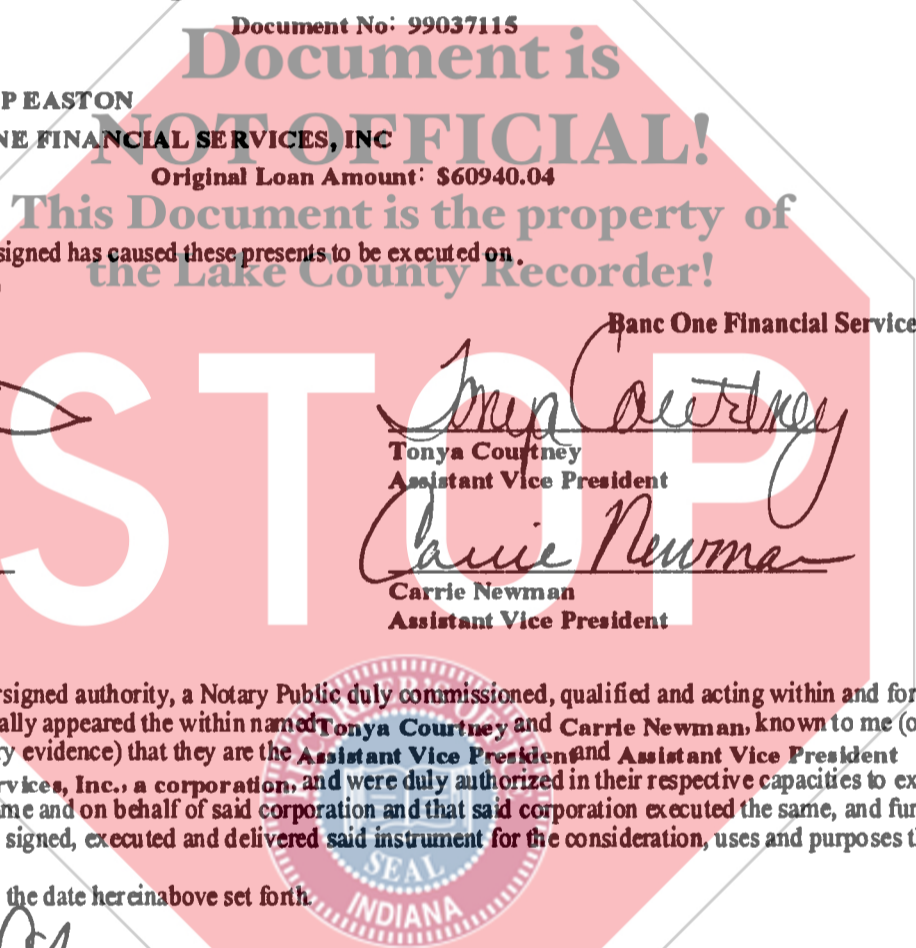 Document No: 99037115
Document is
P EASTON
NE FINANCIAL SERVICES, INC
NOT OFFICIAL!
Original Loan Amount: $60940.04
This Document is the property of
signed has caused these presents to be executed on .
the Lake County Recorder!
Banc One Financial Service
STOP
Tonya Courtney
Tonya Courtney
Assistant Vice President
Carrie Newman
Carrie Newman
Assistant Vice President
rsigned authority, a Notary Public duly commissioned, qualified and acting within and for
ally appeared the within named Tonya Courtney and Carrie Newman, known to me (o
y evidence) that they are the Assistant Vice President and Assistant Vice President
rvices, Inc., a corporation, and were duly authorized in their respective capacities to ex
me and on behalf of said corporation and that said corporation executed the same, and fur
signed, executed and delivered said instrument for the consideration, uses and purposes t
SEAL
the date hereinabove set forth.
INDIANA